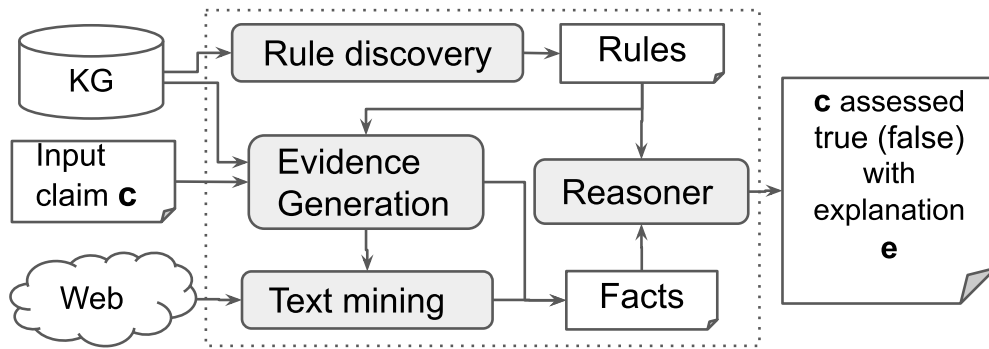 KG
Rule discovery
Rules
Input
claim c
Evidence
Generation
Reasoner
c assessed
true (false)
with
explanation
e
Web
Text mining
Facts